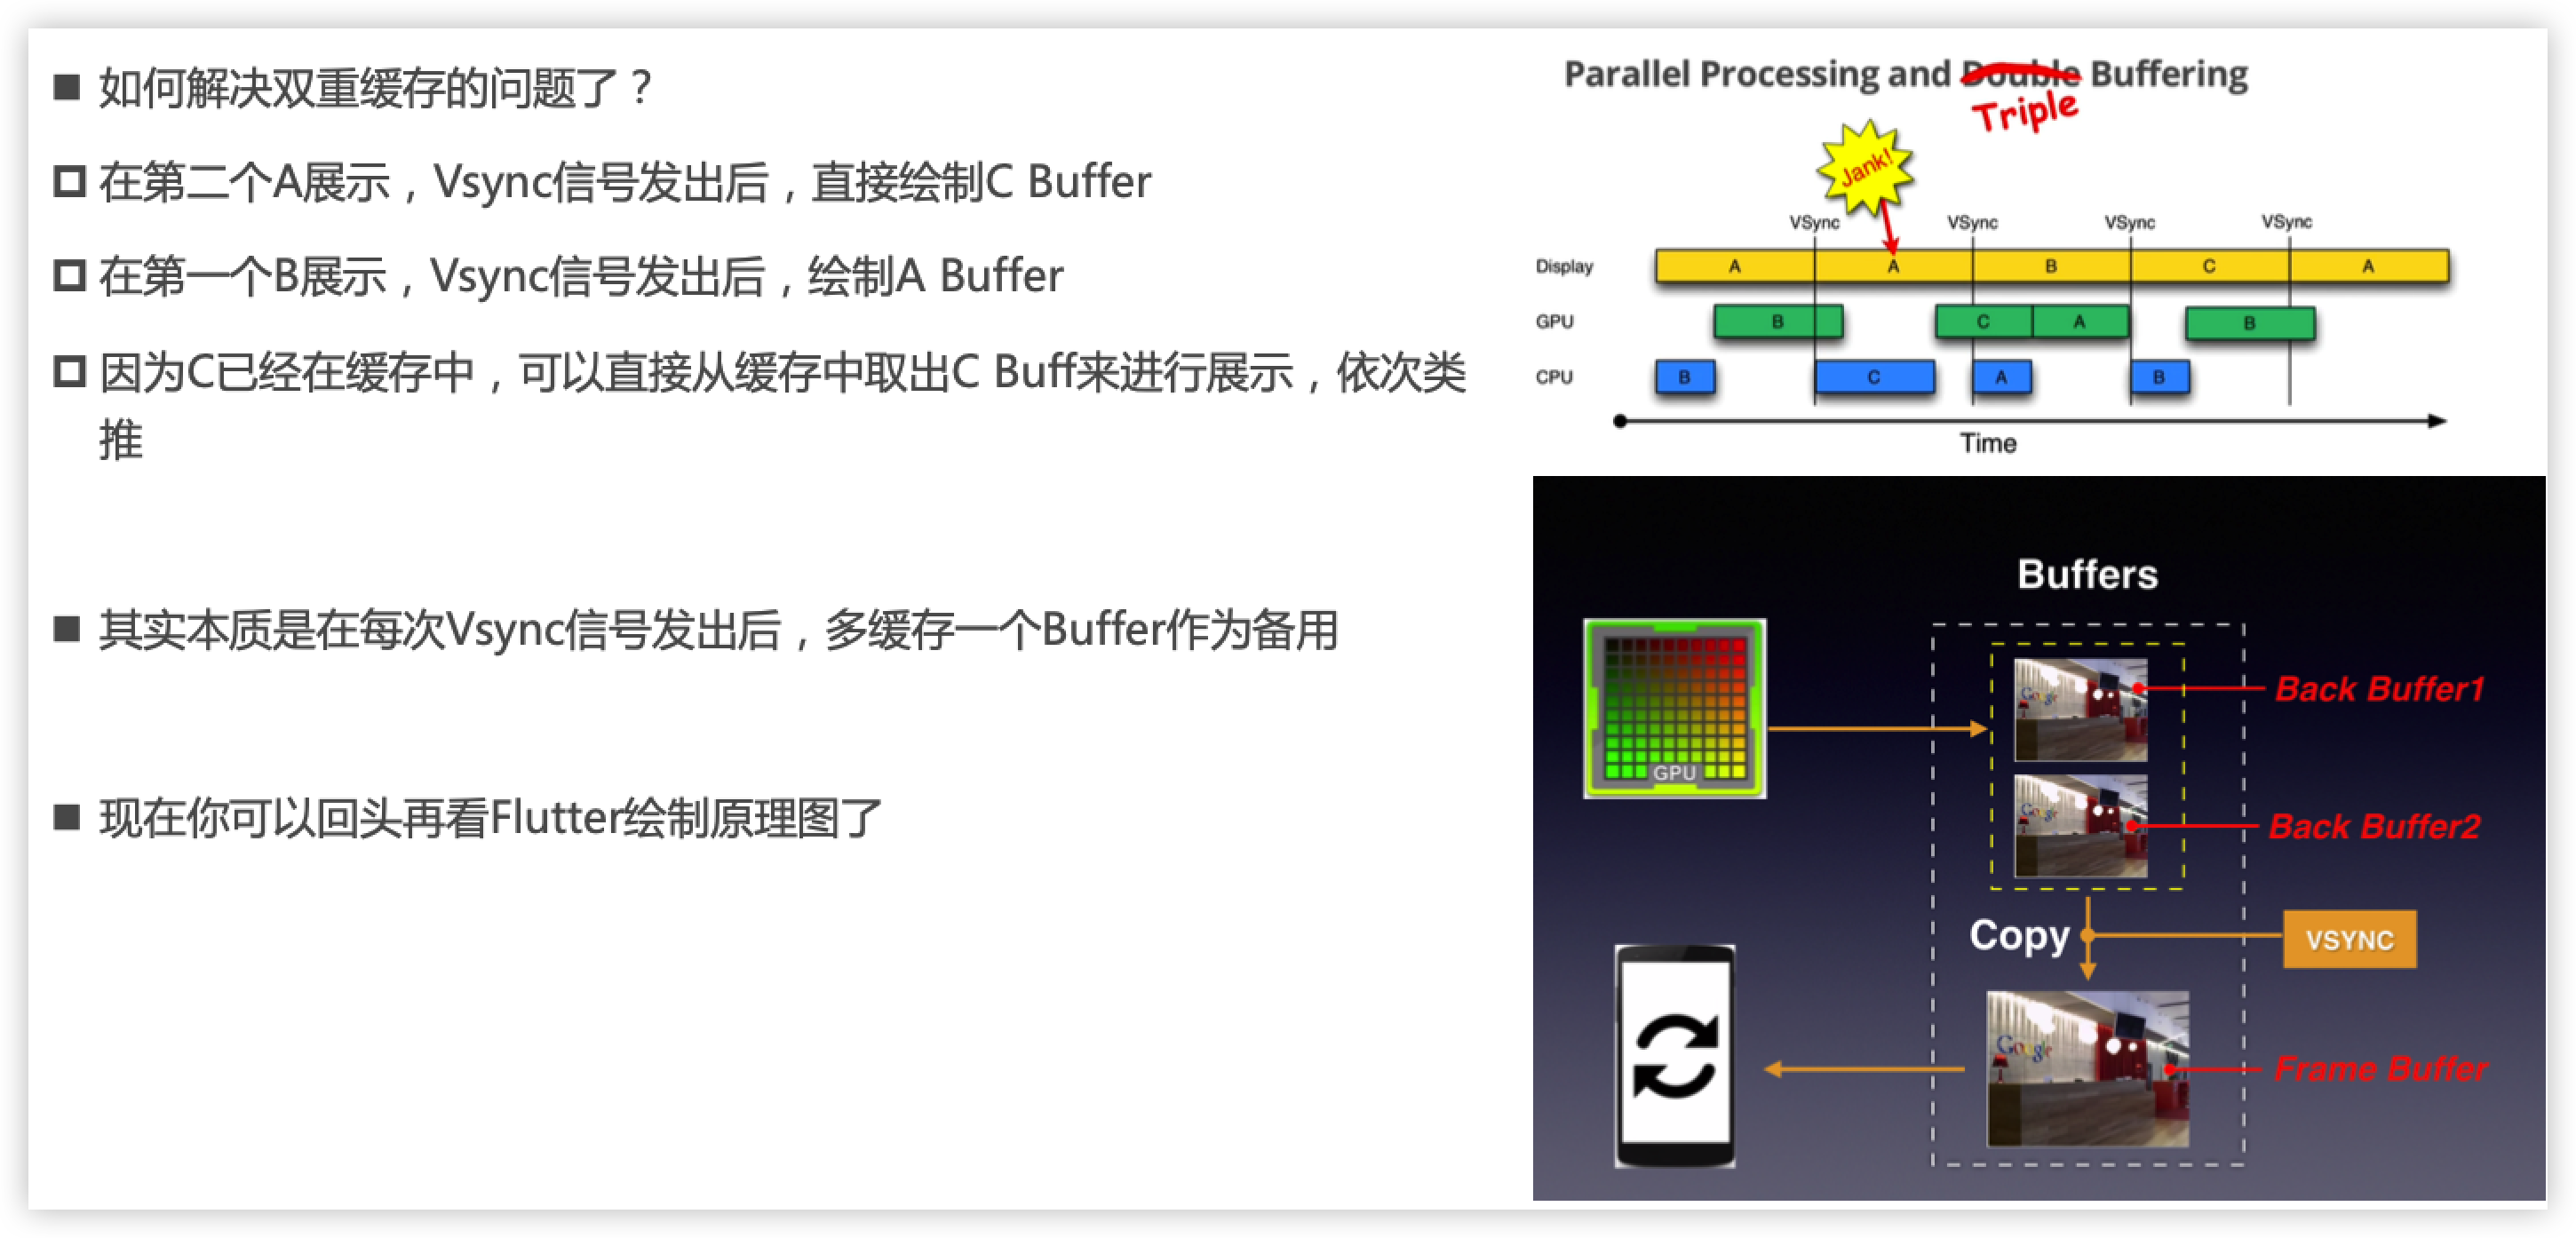 如何解决双重缓存的问题了？
在第二个A展示，Vsync信号发出后，直接绘制C Buffer
在第一个B展示，Vsync信号发出后，绘制A Buffer
因为C已经在缓存中，可以直接从缓存中取出C Buff来进行展示，依次类
推
其实本质是在每次Vsync信号发出后，多缓存一个Buffer作为备用
现在你可以回头再看Flutter绘制原理图了
Parallel Processing and Double Buffering
Triple
Jank!
VSync VSync VSync VSync
Display A A B C A
GPU B C A B
CPU B C A B
Time
Buffers
GPU
Google
Back Buffer1
Google
Back Buffer2
Copy
VSYNC
Google
Frame Buffer